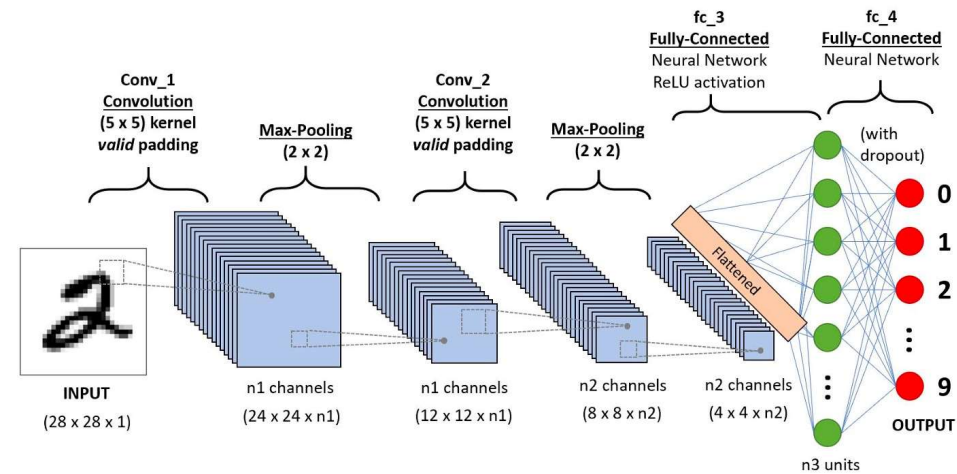 Conv_1
Convolution
(5 x 5) kernel
valid padding
Max-Pooling
(2 x 2)
Conv_2
Convolution
(5 x 5) kernel
valid padding
Max-Pooling
(2 x 2)
fc_3
Fully-Connected
Neural Network
ReLU activation
fc_4
Fully-Connected
Neural Network
(with
dropout)
Flattened
0
1
2
9
OUTPUT
2
INPUT
(28 x 28 x 1)
n1 channels
(24 x 24 x n1)
n1 channels
(12 x 12 x n1)
n2 channels
(8 x 8 x n2)
n2 channels
(4 x 4 x n2)
n3 units